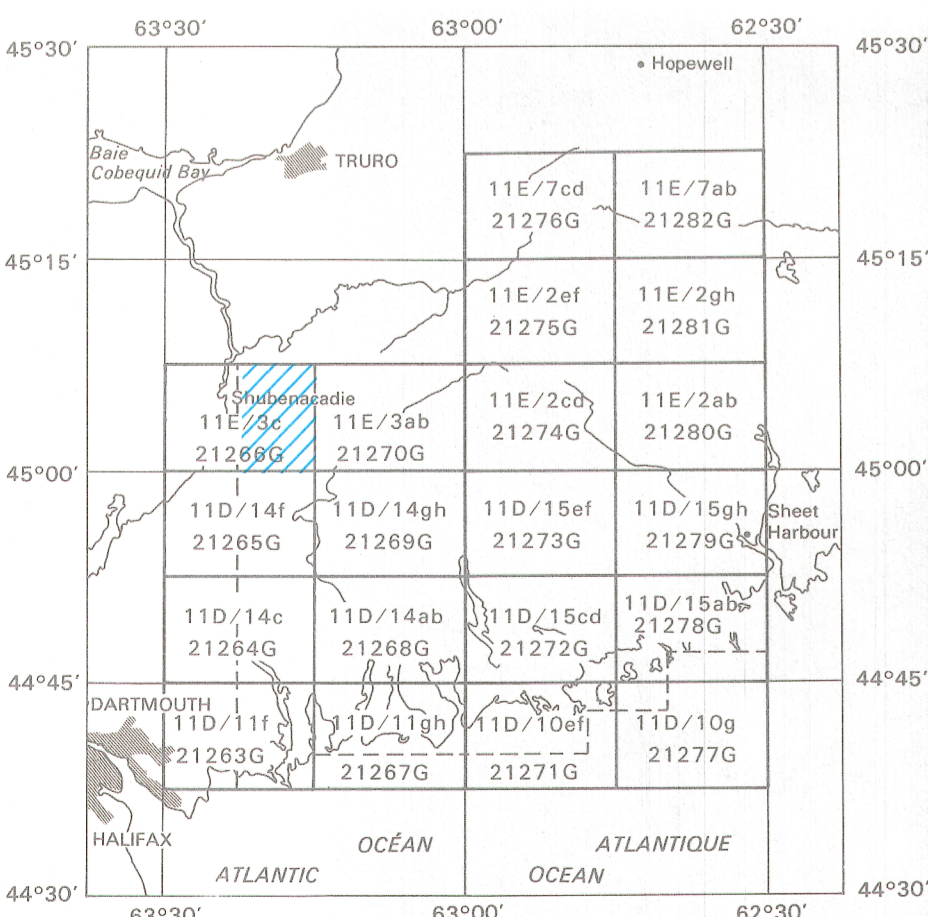 63°30′ 63°00′ 62°30′
45°30′ 45°30′
Hopewell
Baie
Cobequid Bay
TRURO
11E/7cd 11E/7ab
21276G 21282G
45°15′ 45°15′
11E/2ef 11E/2gh
21275G 21281G
Shubenacadie
11E/3c 11E/3ab 11E/2cd 11E/2ab
21266G 21270G 21274G 21280G
45°00′ 45°00′
11D/14f 11D/14gh 11D/15ef 11D/15gh
21265G 21269G 21273G 21279G
Sheet
Harbour
11D/14c 11D/14ab 11D/15cd 11D/15ab
21264G 21268G 21272G 21278G
44°45′ 44°45′
DARTMOUTH
11D/11f 11D/11gh 11D/10ef 11D/10g
21263G 21267G 21271G 21277G
HALIFAX
OCÉAN ATLANTIQUE
ATLANTIC OCEAN
44°30′ 44°30′
63°30′ 63°00′ 62°30′